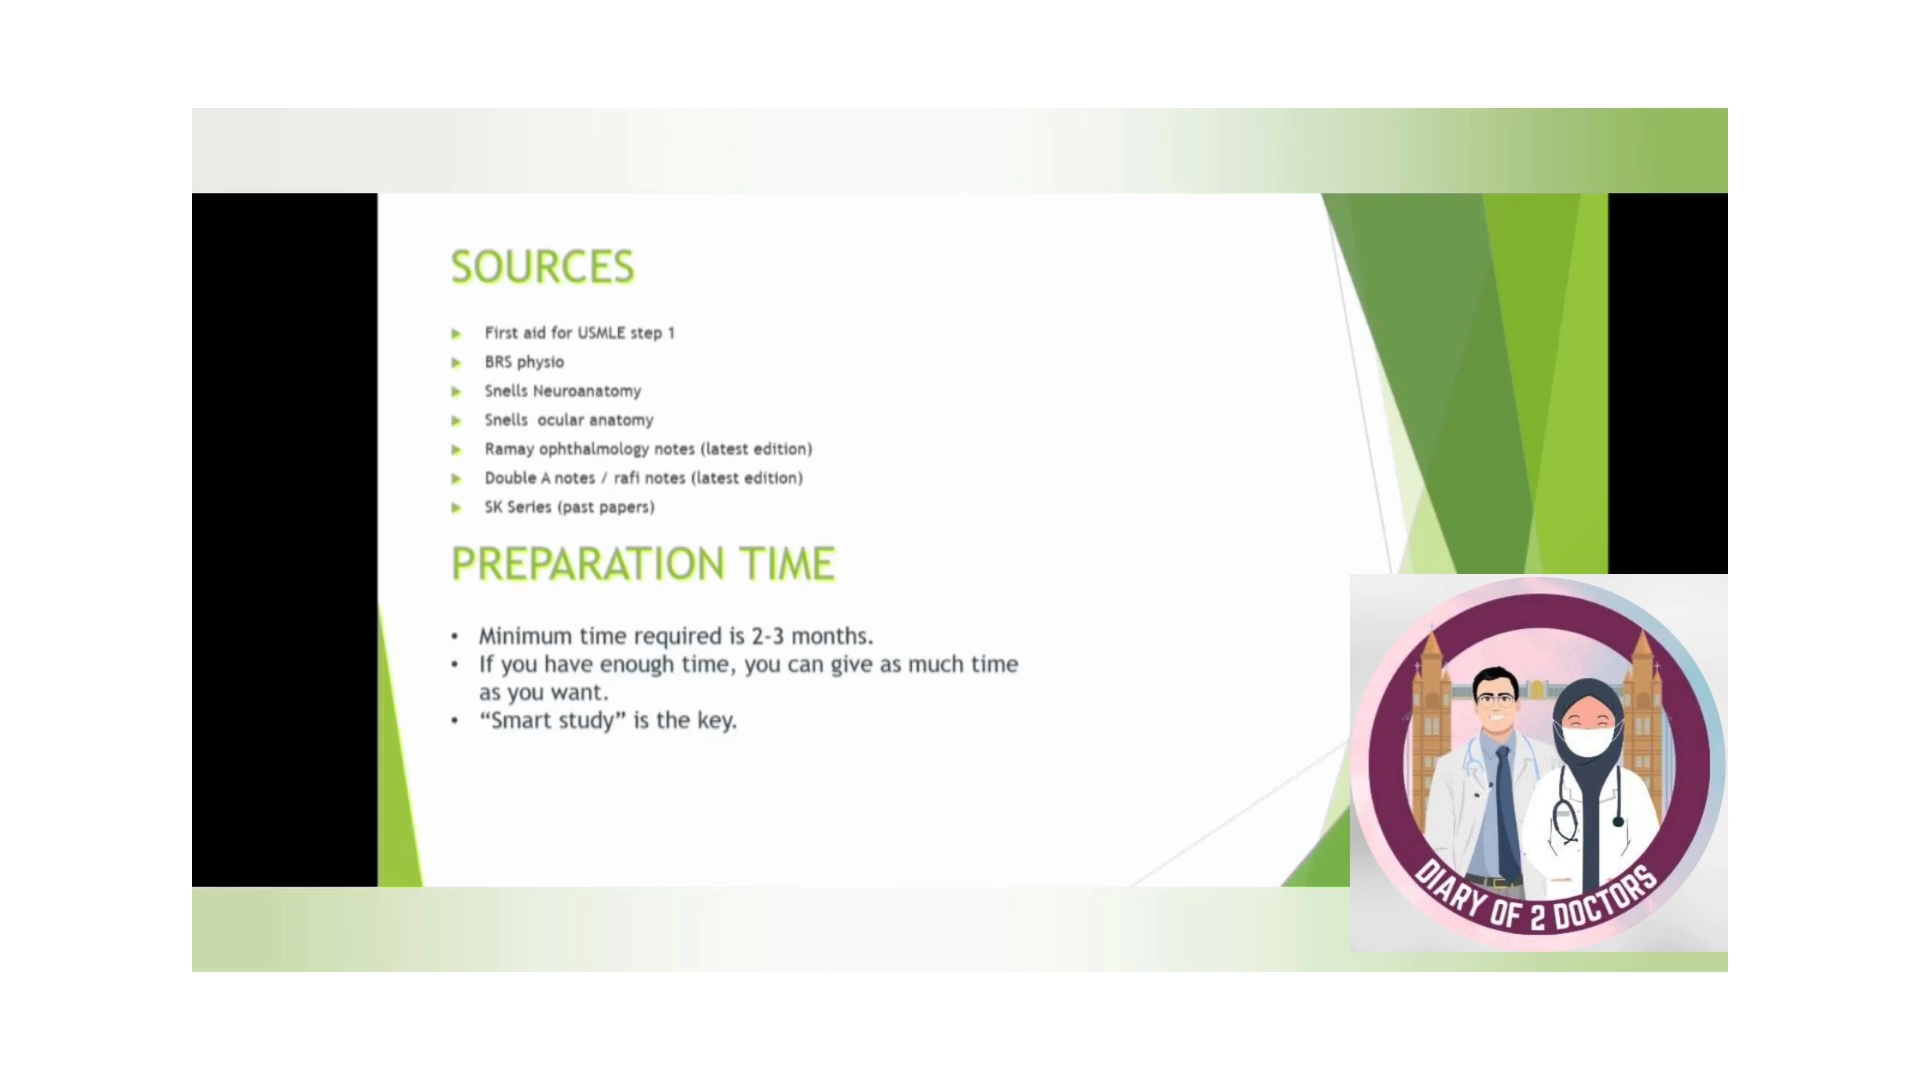 SOURCES
First aid for USMLE step 1
BRS physio
Snells Neuroanatomy
Snells ocular anatomy
Ramay ophthalmology notes (latest edition)
Double A notes / rafi notes (latest edition)
SK Series (past papers)
PREPARATION TIME
• Minimum time required is 2-3 months.
• If you have enough time, you can give as much time
as you want.
• “Smart study” is the key.
DIARY OF 2 DOCTORS